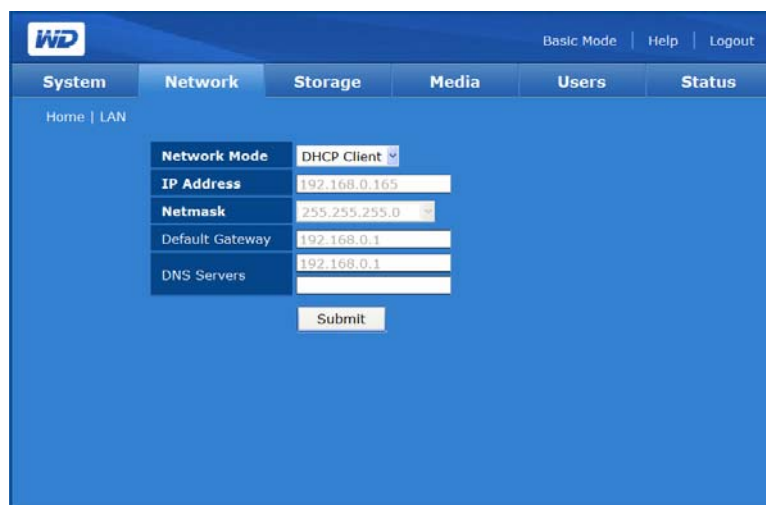 WD
Basic Mode | Help | Logout
System Network Storage Media Users Status
Home | LAN
Network Mode DHCP Client
IP Address 192.168.0.165
Netmask 255.255.255.0
Default Gateway 192.168.0.1
DNS Servers 192.168.0.1
Submit